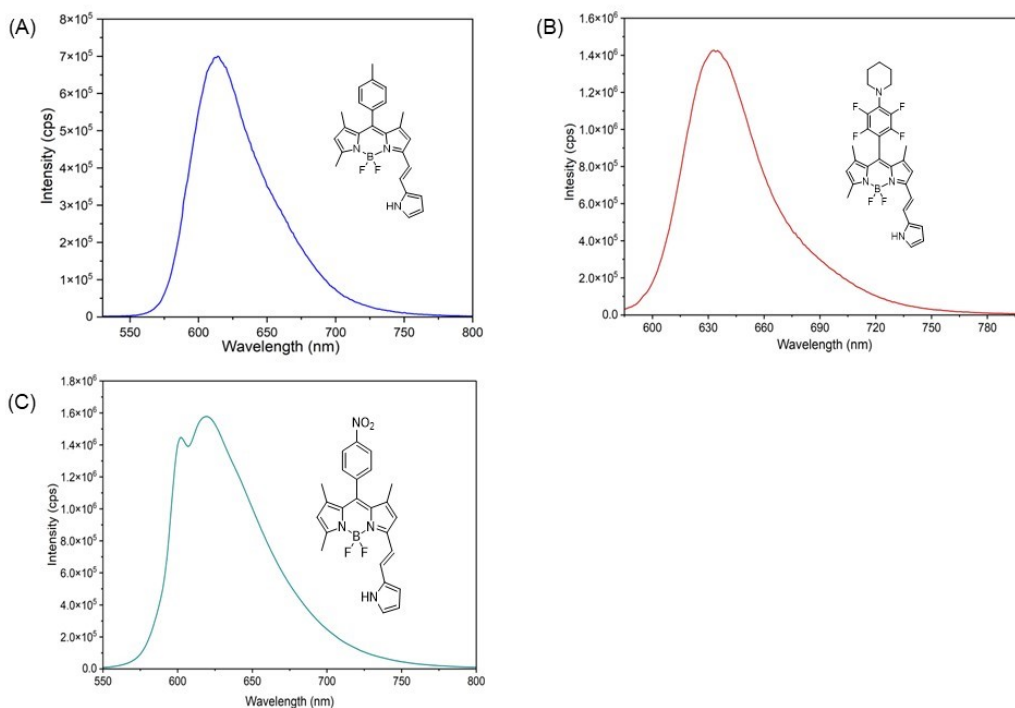 (A)
8×10⁵
7×10⁵
6×10⁵
5×10⁵
4×10⁵
3×10⁵
2×10⁵
1×10⁵
0
Intensity (cps)
550 600 650 700 750 800
Wavelength (nm)
N N
B
F F
HN
(B)
1.6×10⁶
1.4×10⁶
1.2×10⁶
1.0×10⁶
8.0×10⁵
6.0×10⁵
4.0×10⁵
2.0×10⁵
0.0
Intesity (cps)
600 630 660 690 720 750 780
Wavelength (nm)
N
F F
F F
N N
B
F F
HN
(C)
1.8×10⁶
1.6×10⁶
1.4×10⁶
1.2×10⁶
1.0×10⁶
8.0×10⁵
6.0×10⁵
4.0×10⁵
2.0×10⁵
0.0
Intensity (cps)
550 600 650 700 750 800
Wavelength (nm)
NO₂
N N
B
F F
HN